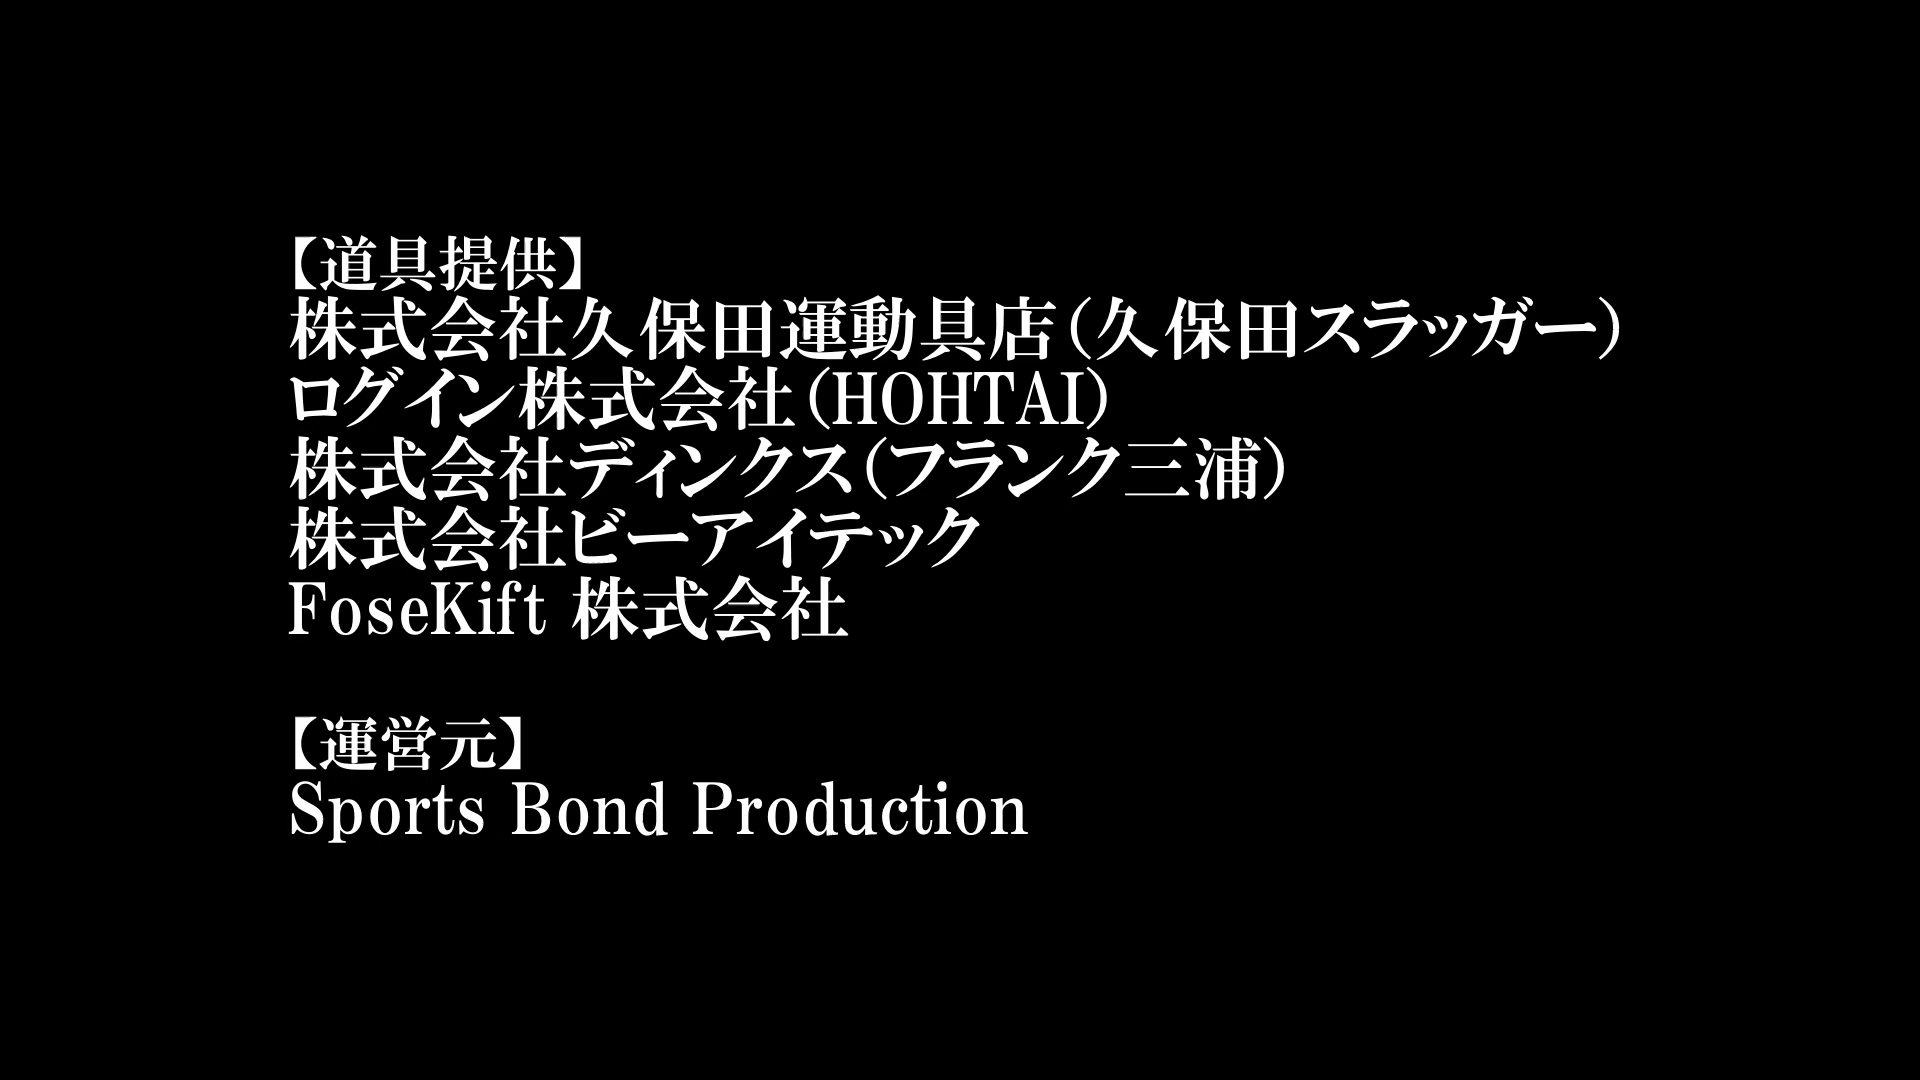 【道具提供】
株式会社久保田運動具店（久保田スラッガー）
ログイン株式会社（HOHTAI）
株式会社ディンクス（フランク三浦）
株式会社ビーアイテック
FoseKift 株式会社
【運営元】
Sports Bond Production